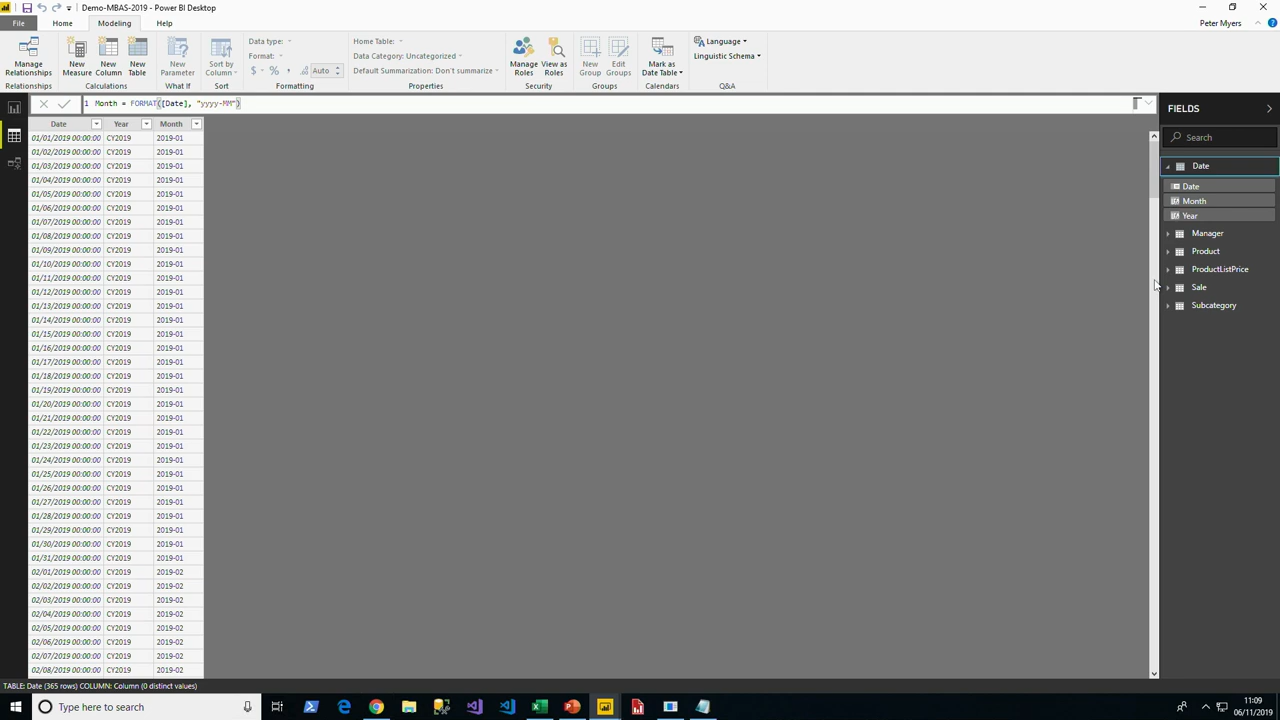 Demo-MBAS-2019 - Power BI Desktop
File Home Modeling Help
Peter Myers
Manage Relationships
New Measure
New Column
New Table
New Parameter
Sort by Column
Data type:
Format:
$ % , .00 Auto
Home Table:
Data Category: Uncategorized
Default Summarization: Don't summarize
Manage Roles
View as Roles
New Group
Edit Groups
Mark as Date Table
Language
Linguistic Schema
Relationships Calculations What If Sort Formatting Properties Security Groups Calendars Q&A
1 Month = FORMAT([Date], "yyyy-MM")
Date Year Month
01/01/2019 00:00:00 CY2019 2019-01
01/02/2019 00:00:00 CY2019 2019-01
01/03/2019 00:00:00 CY2019 2019-01
01/04/2019 00:00:00 CY2019 2019-01
01/05/2019 00:00:00 CY2019 2019-01
01/06/2019 00:00:00 CY2019 2019-01
01/07/2019 00:00:00 CY2019 2019-01
01/08/2019 00:00:00 CY2019 2019-01
01/09/2019 00:00:00 CY2019 2019-01
01/10/2019 00:00:00 CY2019 2019-01
01/11/2019 00:00:00 CY2019 2019-01
01/12/2019 00:00:00 CY2019 2019-01
01/13/2019 00:00:00 CY2019 2019-01
01/14/2019 00:00:00 CY2019 2019-01
01/15/2019 00:00:00 CY2019 2019-01
01/16/2019 00:00:00 CY2019 2019-01
01/17/2019 00:00:00 CY2019 2019-01
01/18/2019 00:00:00 CY2019 2019-01
01/19/2019 00:00:00 CY2019 2019-01
01/20/2019 00:00:00 CY2019 2019-01
01/21/2019 00:00:00 CY2019 2019-01
01/22/2019 00:00:00 CY2019 2019-01
01/23/2019 00:00:00 CY2019 2019-01
01/24/2019 00:00:00 CY2019 2019-01
01/25/2019 00:00:00 CY2019 2019-01
01/26/2019 00:00:00 CY2019 2019-01
01/27/2019 00:00:00 CY2019 2019-01
01/28/2019 00:00:00 CY2019 2019-01
01/29/2019 00:00:00 CY2019 2019-01
01/30/2019 00:00:00 CY2019 2019-01
01/31/2019 00:00:00 CY2019 2019-01
02/01/2019 00:00:00 CY2019 2019-02
02/02/2019 00:00:00 CY2019 2019-02
02/03/2019 00:00:00 CY2019 2019-02
02/04/2019 00:00:00 CY2019 2019-02
02/05/2019 00:00:00 CY2019 2019-02
02/06/2019 00:00:00 CY2019 2019-02
02/07/2019 00:00:00 CY2019 2019-02
02/08/2019 00:00:00 CY2019 2019-02
FIELDS
Search
Date
Date
Month
Year
Manager
Product
ProductListPrice
Sale
Subcategory
TABLE: Date (365 rows) COLUMN: Column (0 distinct values)
Type here to search
11:09
06/11/2019